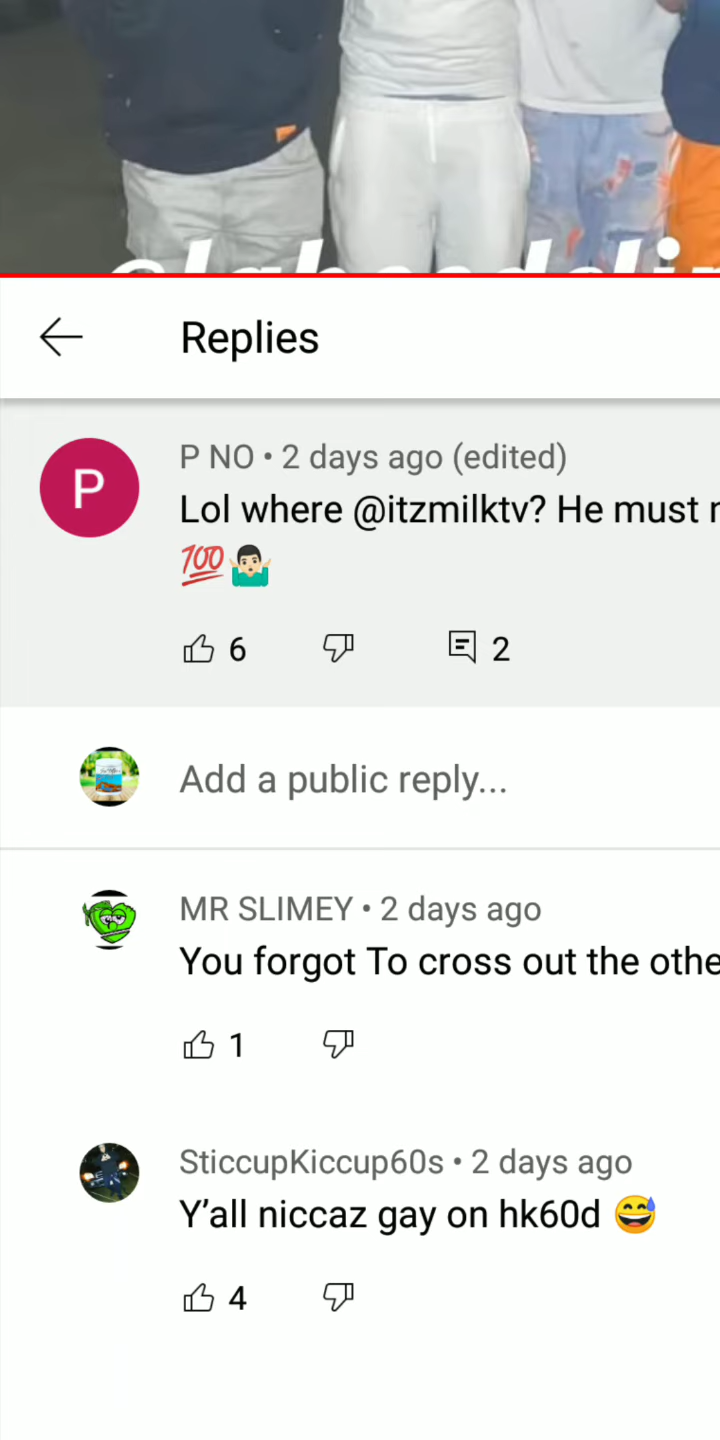 Replies
P
P NO • 2 days ago (edited)
Lol where @itzmilktv? He must
💯🤷🏻‍♂️
6
2
Add a public reply...
MR SLIMEY • 2 days ago
You forgot To cross out the othe
1
SticcupKiccup60s • 2 days ago
Y’all niccaz gay on hk60d 😅
4